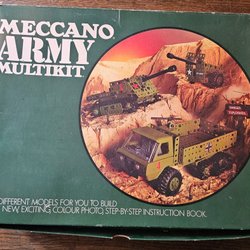 MECCANO
ARMY
MULTIKIT
DIFFERENT MODELS FOR YOU TO BUILD
NEW, EXCITING, COLOUR PHOTO, STEP-BY-STEP INSTRUCTION BOOK.